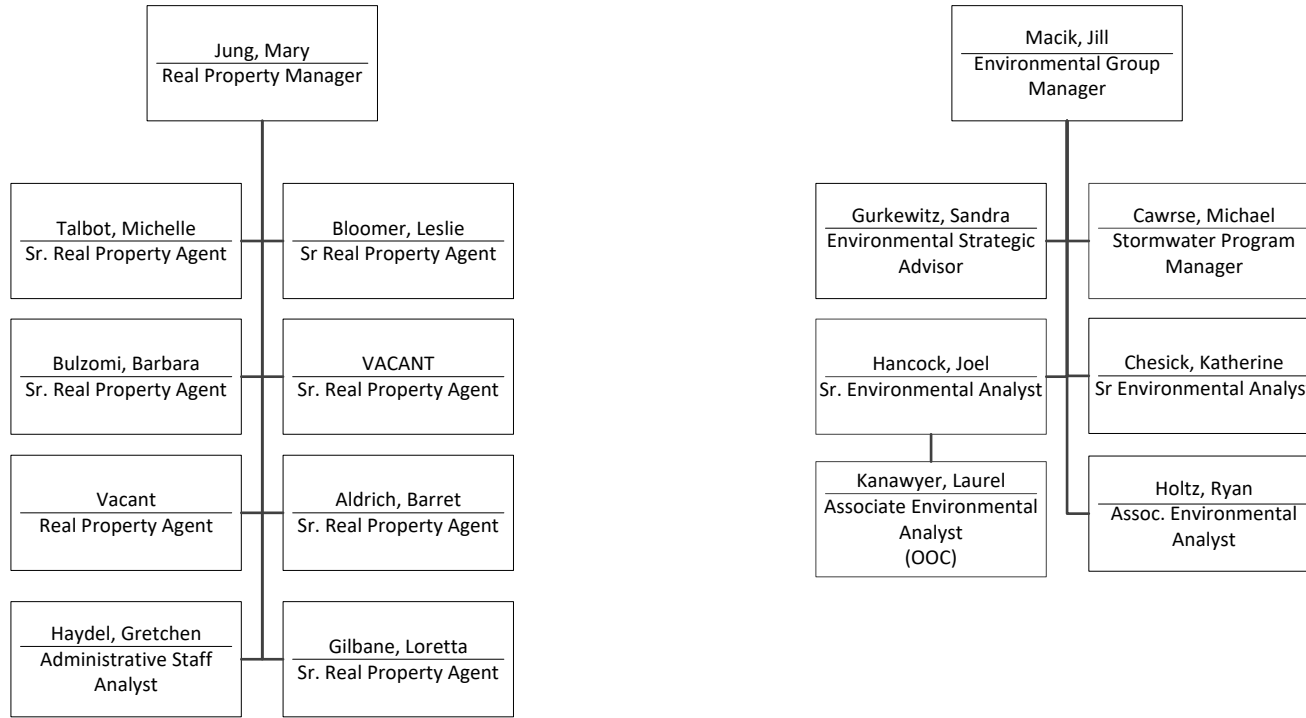 Jung, Mary
Real Property Manager
Talbot, Michelle
Sr. Real Property Agent
Bloomer, Leslie
Sr Real Property Agent
Bulzomi, Barbara
Sr. Real Property Agent
VACANT
Sr. Real Property Agent
Vacant
Real Property Agent
Aldrich, Barret
Sr. Real Property Agent
Haydel, Gretchen
Administrative Staff
Analyst
Gilbane, Loretta
Sr. Real Property Agent
Macik, Jill
Environmental Group
Manager
Gurkewitz, Sandra
Environmental Strategic
Advisor
Cawrse, Michael
Stormwater Program
Manager
Hancock, Joel
Sr. Environmental Analyst
Chesick, Katherine
Sr Environmental Analys
Kanawyer, Laurel
Associate Environmental
Analyst
(OOC)
Holtz, Ryan
Assoc. Environmental
Analyst